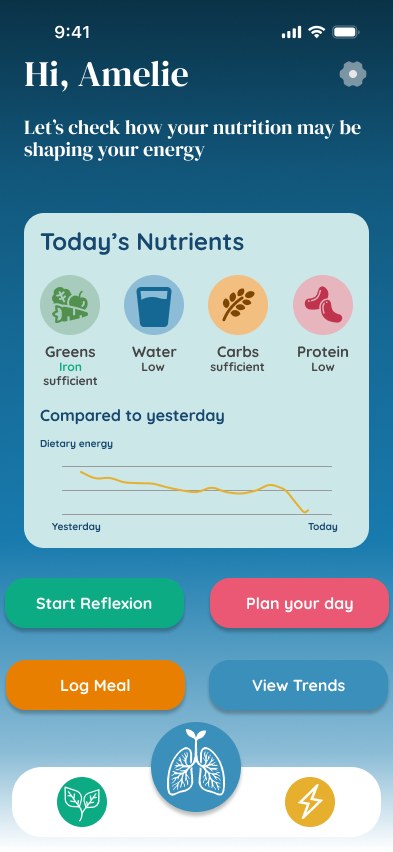 9:41
Hi, Amelie
Let's check how your nutrition may be
shaping your energy
Today's Nutrients
Greens
Iron
sufficient
Water
Low
Carbs
sufficient
Protein
Low
Compared to yesterday
Dietary energy
Yesterday
Today
Start Reflexion
Plan your day
Log Meal
View Trends